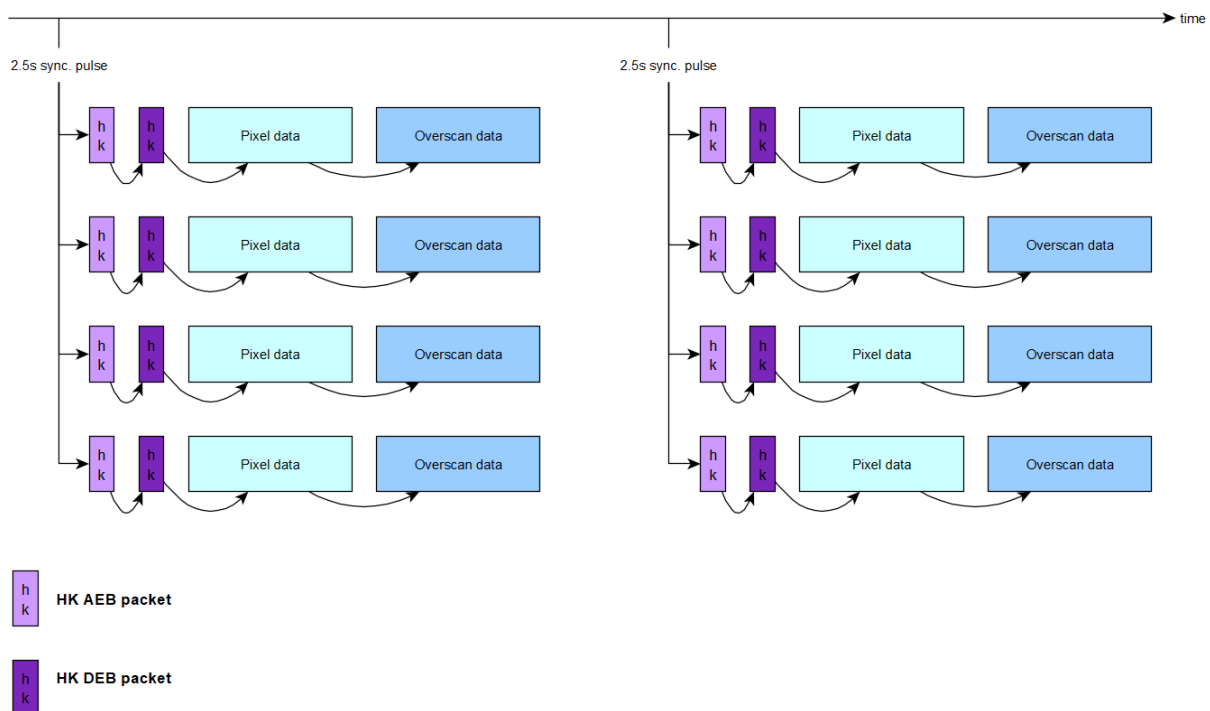 time
2.5s sync. pulse 2.5s sync. pulse
h h h h
k k Pixel data Overscan data k k Pixel data Overscan data
h h h h
k k Pixel data Overscan data k k Pixel data Overscan data
h h h h
k k Pixel data Overscan data k k Pixel data Overscan data
h h h h
k k Pixel data Overscan data k k Pixel data Overscan data
h
k HK AEB packet
h
k HK DEB packet